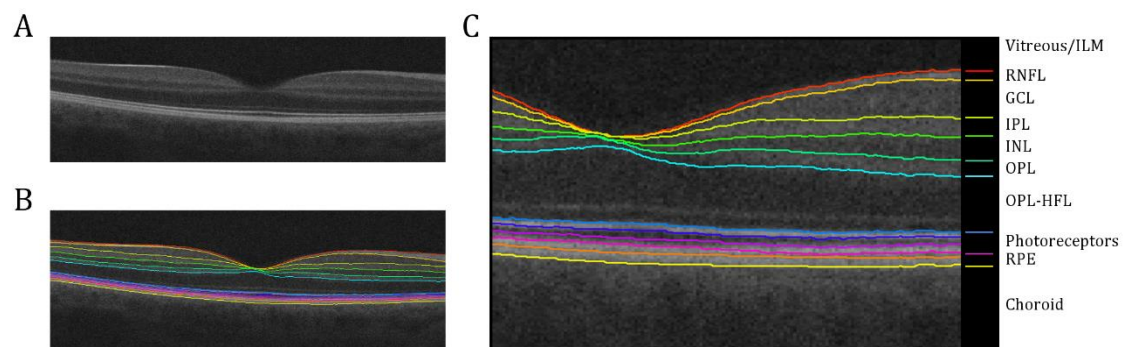 A
B
C
Vitreous/ILM
RNFL
GCL
IPL
INL
OPL
OPL-HFL
Photoreceptors
RPE
Choroid